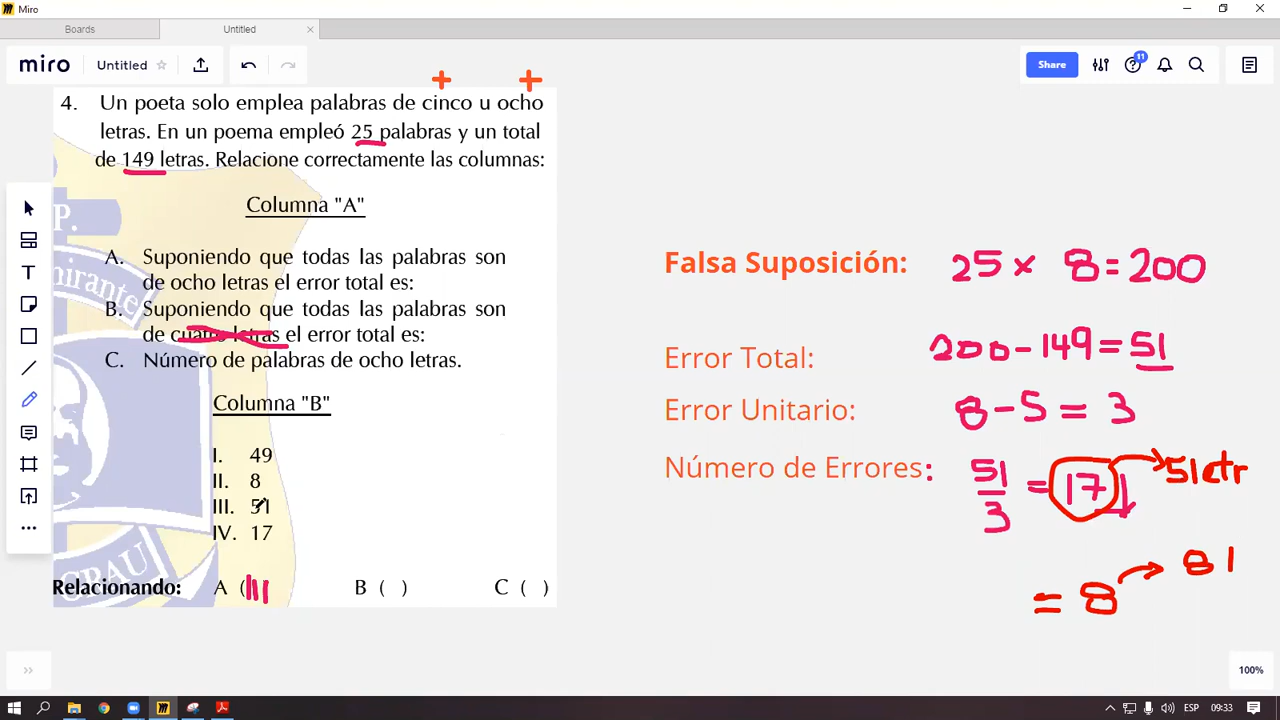 Miro
Boards
Untitled
miro
Untitled
Share
11
4. Un poeta solo emplea palabras de cinco u ocho
letras. En un poema empleó 25 palabras y un total
de 149 letras. Relacione correctamente las columnas:
Columna "A"
A. Suponiendo que todas las palabras son
de ocho letras el error total es:
B. Suponiendo que todas las palabras son
de cuatro letras el error total es:
C. Número de palabras de ocho letras.
Columna "B"
I. 49
II. 8
III. 51
IV. 17
Relacionando: A (III B ( ) C ( )
Falsa Suposición: 25 × 8 = 200
Error Total: 200 - 149 = 51
Error Unitario: 8 - 5 = 3
Número de Errores: 51/3 = 17 → 5letr
= 8 → 8l
P.
mirante
GRAU
100%
ESP 09:33